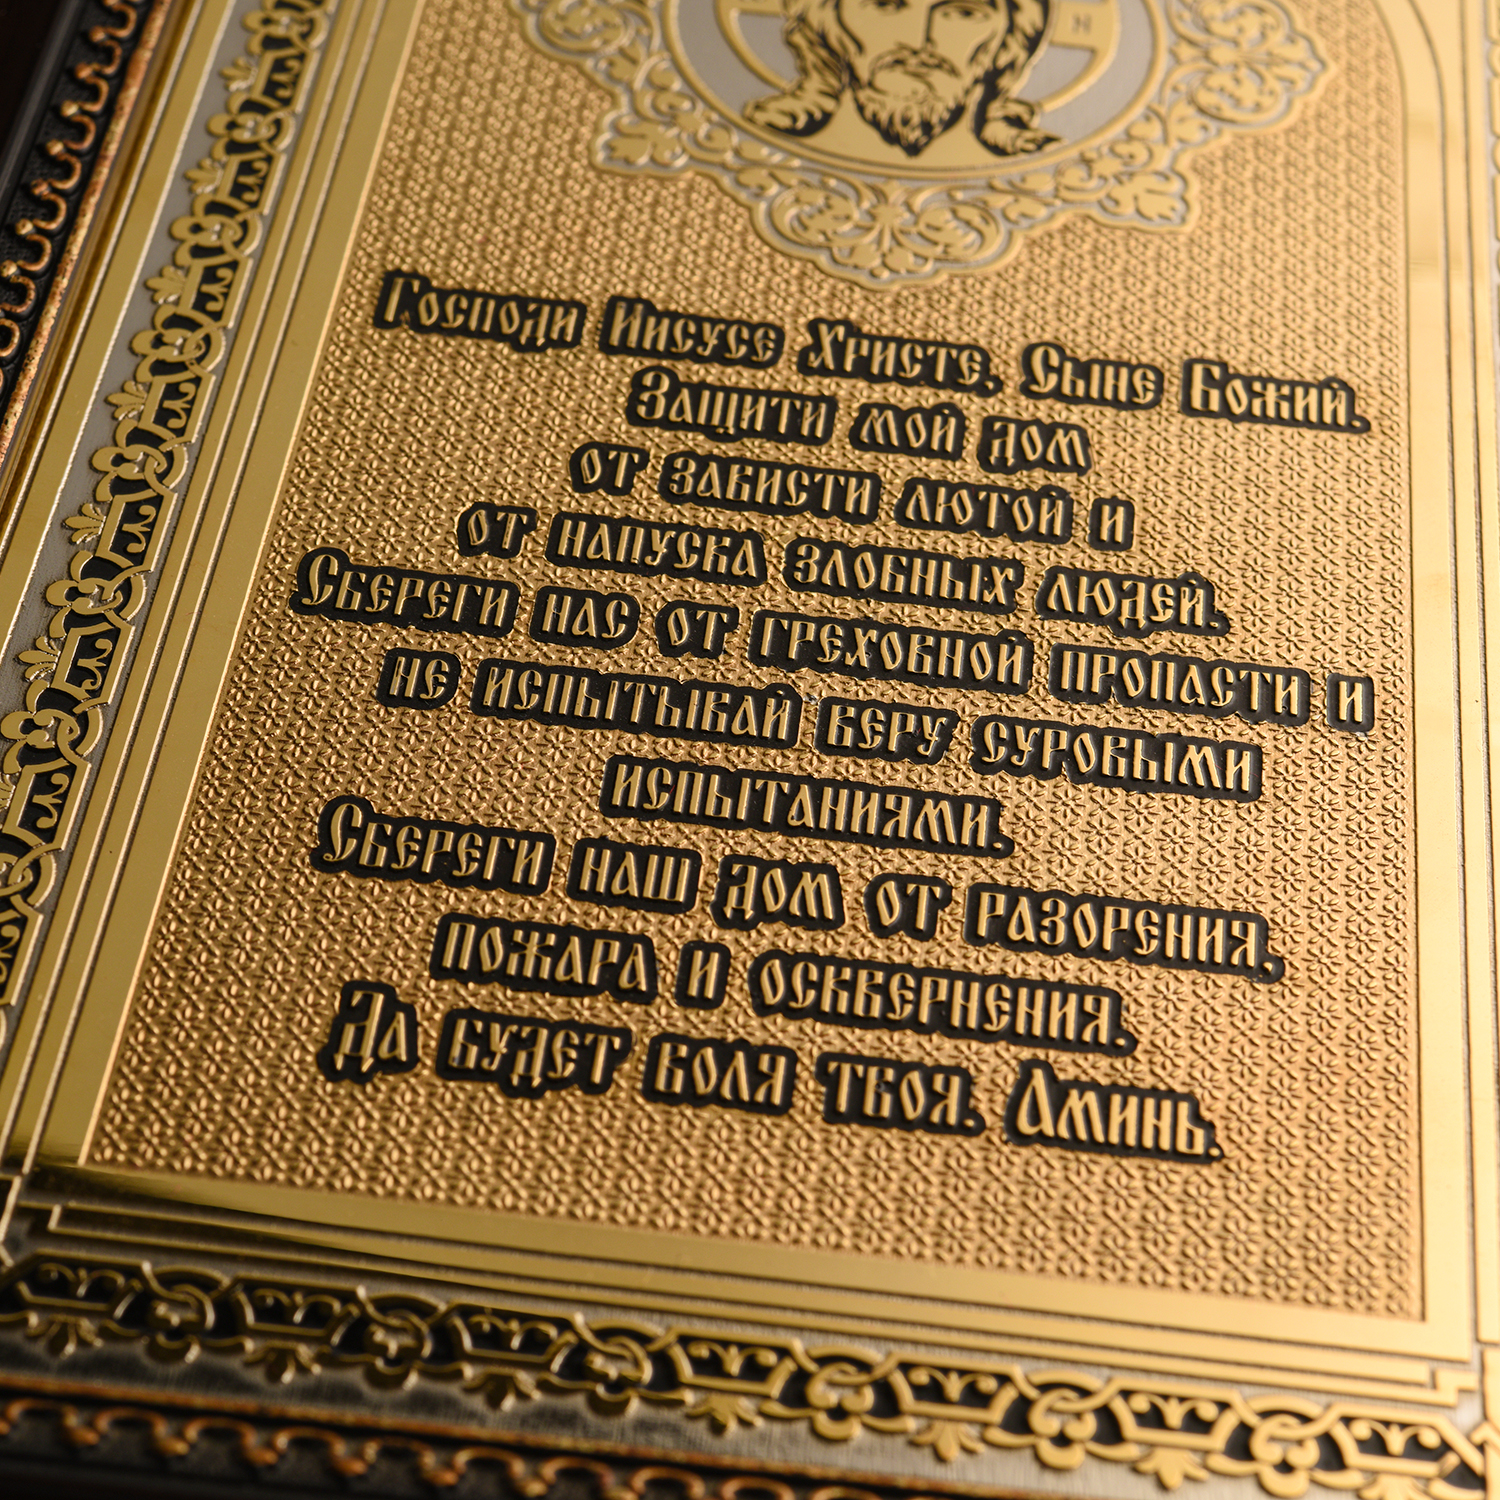 Господи Иисусе Христе, Сыне Божий.
Защити мой дом
от зависти лютой и
от напуска злобных людей.
Сбереги нас от греховной пропасти и
не испытывай веру суровыми
испытаниями.
Сбереги наш дом от разорения,
пожара и осквернения.
Да будет воля твоя. Аминь.